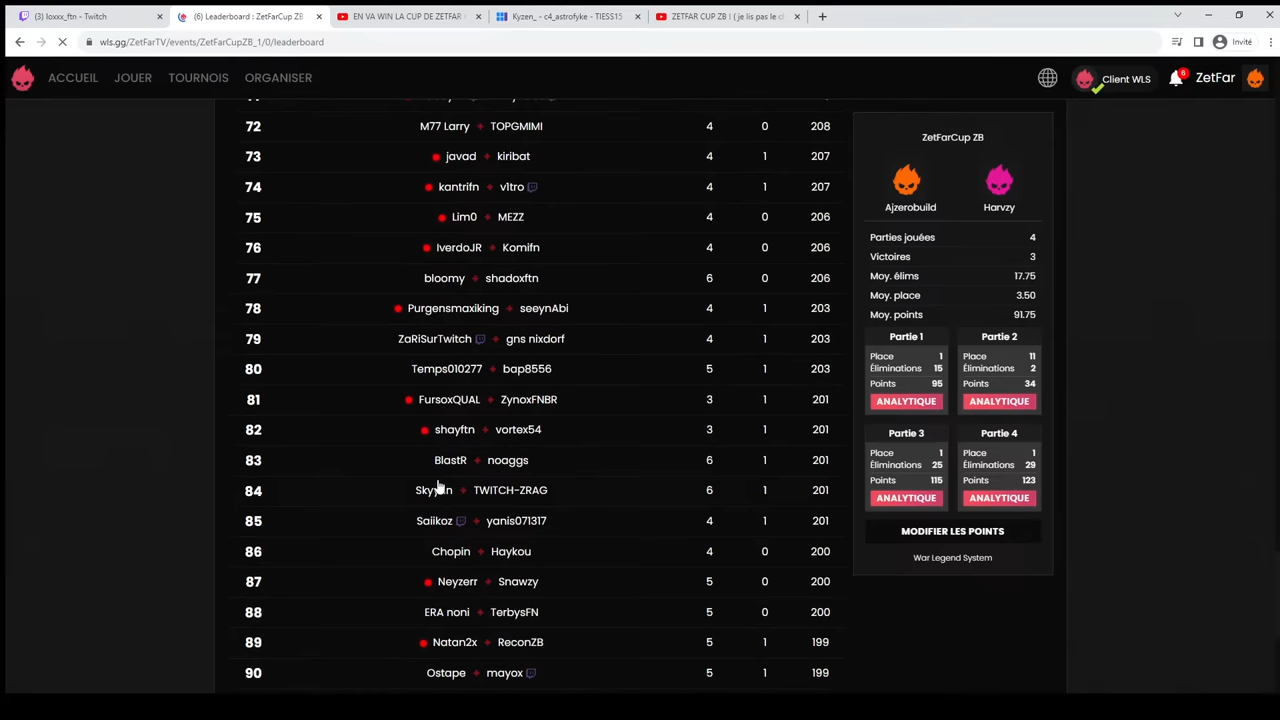 (3) loxxx_ftn - Twitch
(6) Leaderboard : ZetFarCup ZB
EN VA WIN LA CUP DE ZETFAR
Kyzen_ - c4_astrofyke - TIESS15
ZETFAR CUP ZB ! ( je lis pas le c
wls.gg/ZetFarTV/events/ZetFarCupZB_1/0/leaderboard
Invité
ACCUEIL JOUER TOURNOIS ORGANISER
Client WLS
6
ZetFar
72 M77 Larry TOPGMIMI 4 0 208
73 javad kiribat 4 1 207
74 kantrifn v1tro 4 1 207
75 Lim0 MEZZ 4 0 206
76 IverdoJR Komifn 4 0 206
77 bloomy shadoxftn 6 0 206
78 Purgensmaxiking seeynAbi 4 1 203
79 ZaRiSurTwitch gns nixdorf 4 1 203
80 Temps010277 bap8556 5 1 203
81 FursoxQUAL ZynoxFNBR 3 1 201
82 shayftn vortex54 3 1 201
83 BlastR noaggs 6 1 201
84 TWITCH-ZRAG 6 1 201
85 Saiikoz yanis071317 4 1 201
86 Chopin Haykou 4 0 200
87 Neyzerr Snawzy 5 0 200
88 ERA noni TerbysFN 5 0 200
89 Natan2x ReconZB 5 1 199
90 Ostape mayox 5 1 199
ZetFarCup ZB
Ajzerobuild Harvzy
Parties jouées 4
Victoires 3
Moy. élims 17.75
Moy. place 3.50
Moy. points 91.75
Partie 1
Place 1
Éliminations 15
Points 95
ANALYTIQUE
Partie 2
Place 11
Éliminations 2
Points 34
ANALYTIQUE
Partie 3
Place 1
Éliminations 25
Points 115
ANALYTIQUE
Partie 4
Place 1
Éliminations 29
Points 123
ANALYTIQUE
MODIFIER LES POINTS
War Legend System